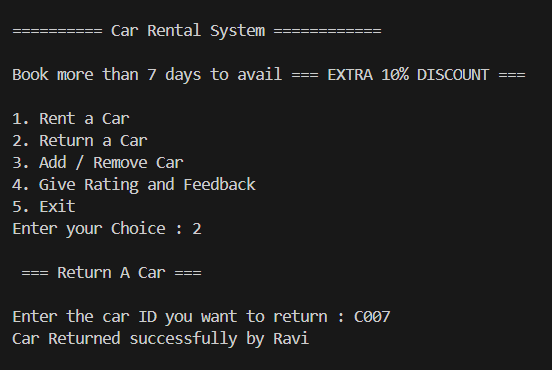 ========== Car Rental System ============
Book more than 7 days to avail === EXTRA 10% DISCOUNT ===
1. Rent a Car
2. Return a Car
3. Add / Remove Car
4. Give Rating and Feedback
5. Exit
Enter your Choice : 2
=== Return A Car ===
Enter the car ID you want to return : C007
Car Returned successfully by Ravi